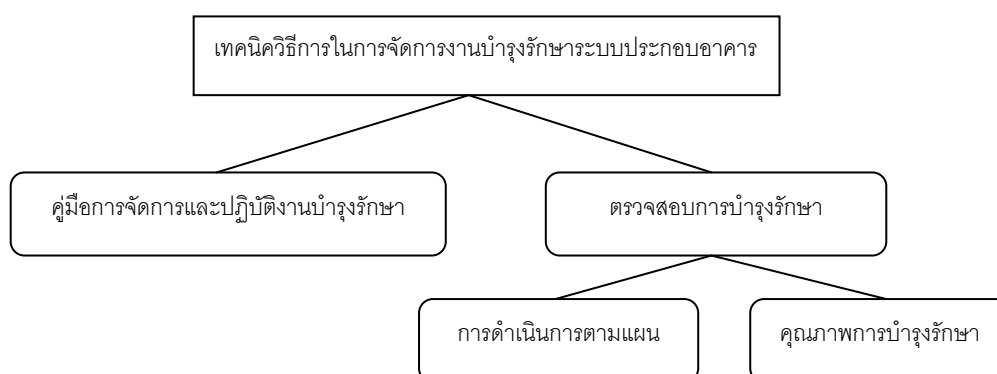 เทคนิควิธีการในการจัดการงานบำรุงรักษาระบบประกอบอาคาร
คู่มือการจัดการและปฏิบัติงานบำรุงรักษา
ตรวจสอบการบำรุงรักษา
การดำเนินการตามแผน
คุณภาพการบำรุงรักษา